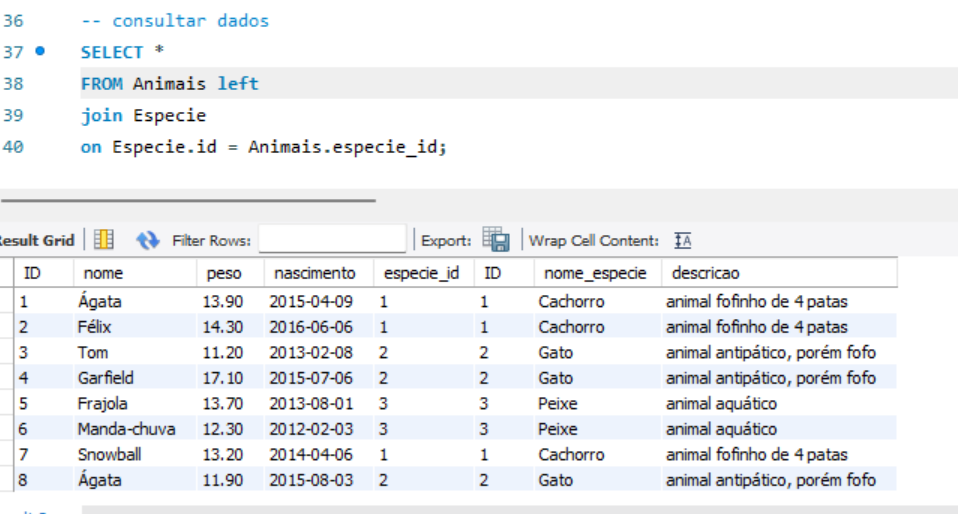 36 -- consultar dados
37 SELECT *
38 FROM Animais left
39 join Especie
40 on Especie.id = Animais.especie_id;
Result Grid Filter Rows: Export: Wrap Cell Content: IA
ID nome peso nascimento especie_id ID nome_especie descricao
1 Ágata 13.90 2015-04-09 1 1 Cachorro animal fofinho de 4 patas
2 Félix 14.30 2016-06-06 1 1 Cachorro animal fofinho de 4 patas
3 Tom 11.20 2013-02-08 2 2 Gato animal antipático, porém fofo
4 Garfield 17.10 2015-07-06 2 2 Gato animal antipático, porém fofo
5 Frajola 13.70 2013-08-01 3 3 Peixe animal aquático
6 Manda-chuva 12.30 2012-02-03 3 3 Peixe animal aquático
7 Snowball 13.20 2014-04-06 1 1 Cachorro animal fofinho de 4 patas
8 Ágata 11.90 2015-08-03 2 2 Gato animal antipático, porém fofo